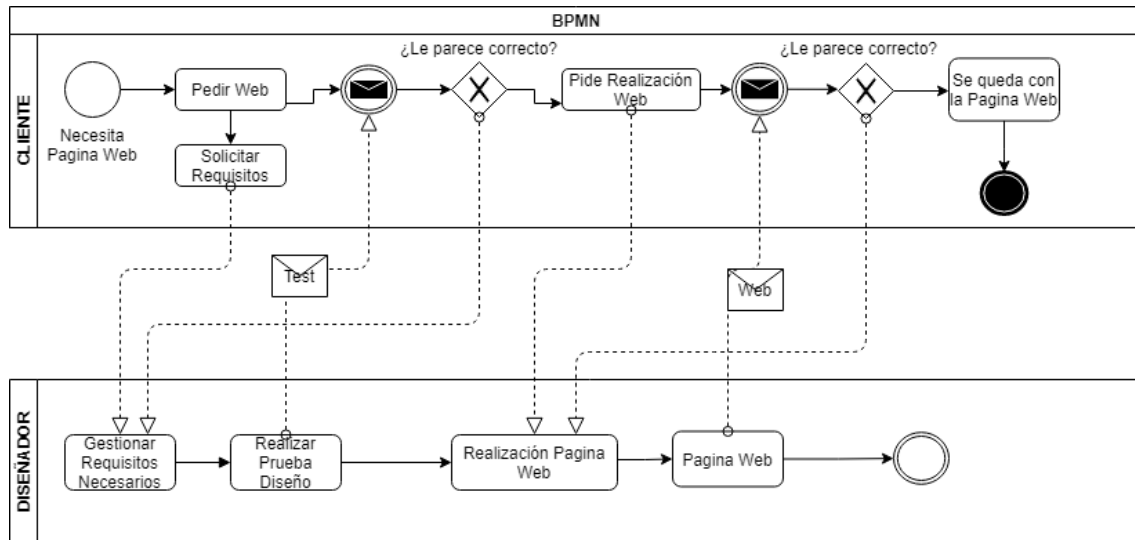 BPMN
CLIENTE
Necesita
Pagina Web
Pedir Web
Solicitar
Requisitos
¿Le parece correcto?
Pide Realización
Web
¿Le parece correcto?
Se queda con
la Pagina Web
Test
Web
DISEÑADOR
Gestionar
Requisitos
Necesarios
Realizar
Prueba
Diseño
Realización Pagina
Web
Pagina Web